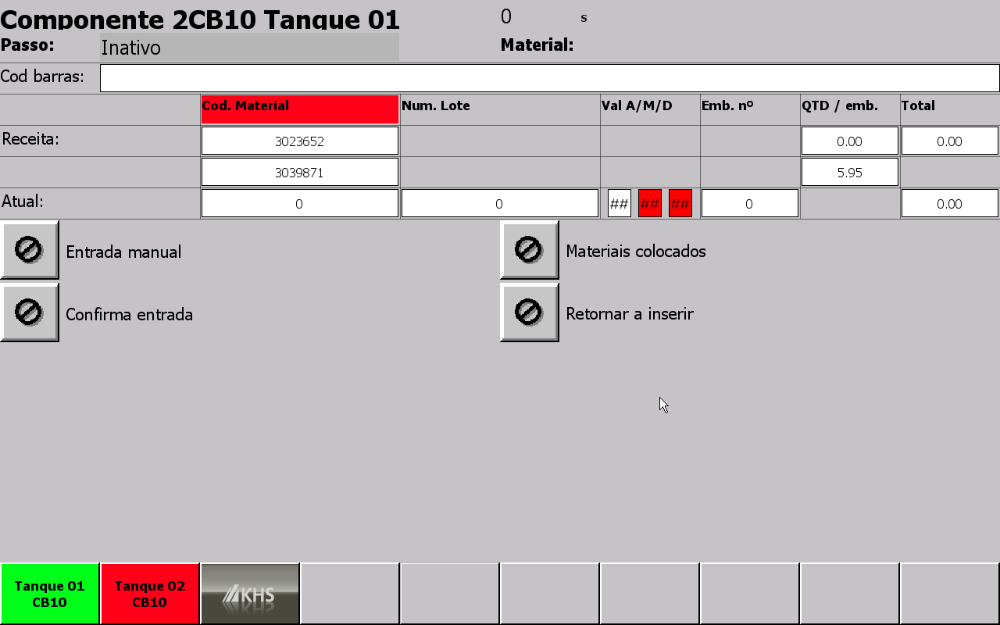 Componente 2CB10 Tanque 01 0 s
Passo: Inativo Material:
Cod barras:
Cod. Material Num. Lote Val A/M/D Emb. nº QTD / emb. Total
Receita: 3023652 0.00 0.00
3039871 5.95
Atual: 0 0 ## ## ## 0 0.00
Entrada manual Materiais colocados
Confirma entrada Retornar a inserir
Tanque 01 Tanque 02 KHS
CB10 CB10